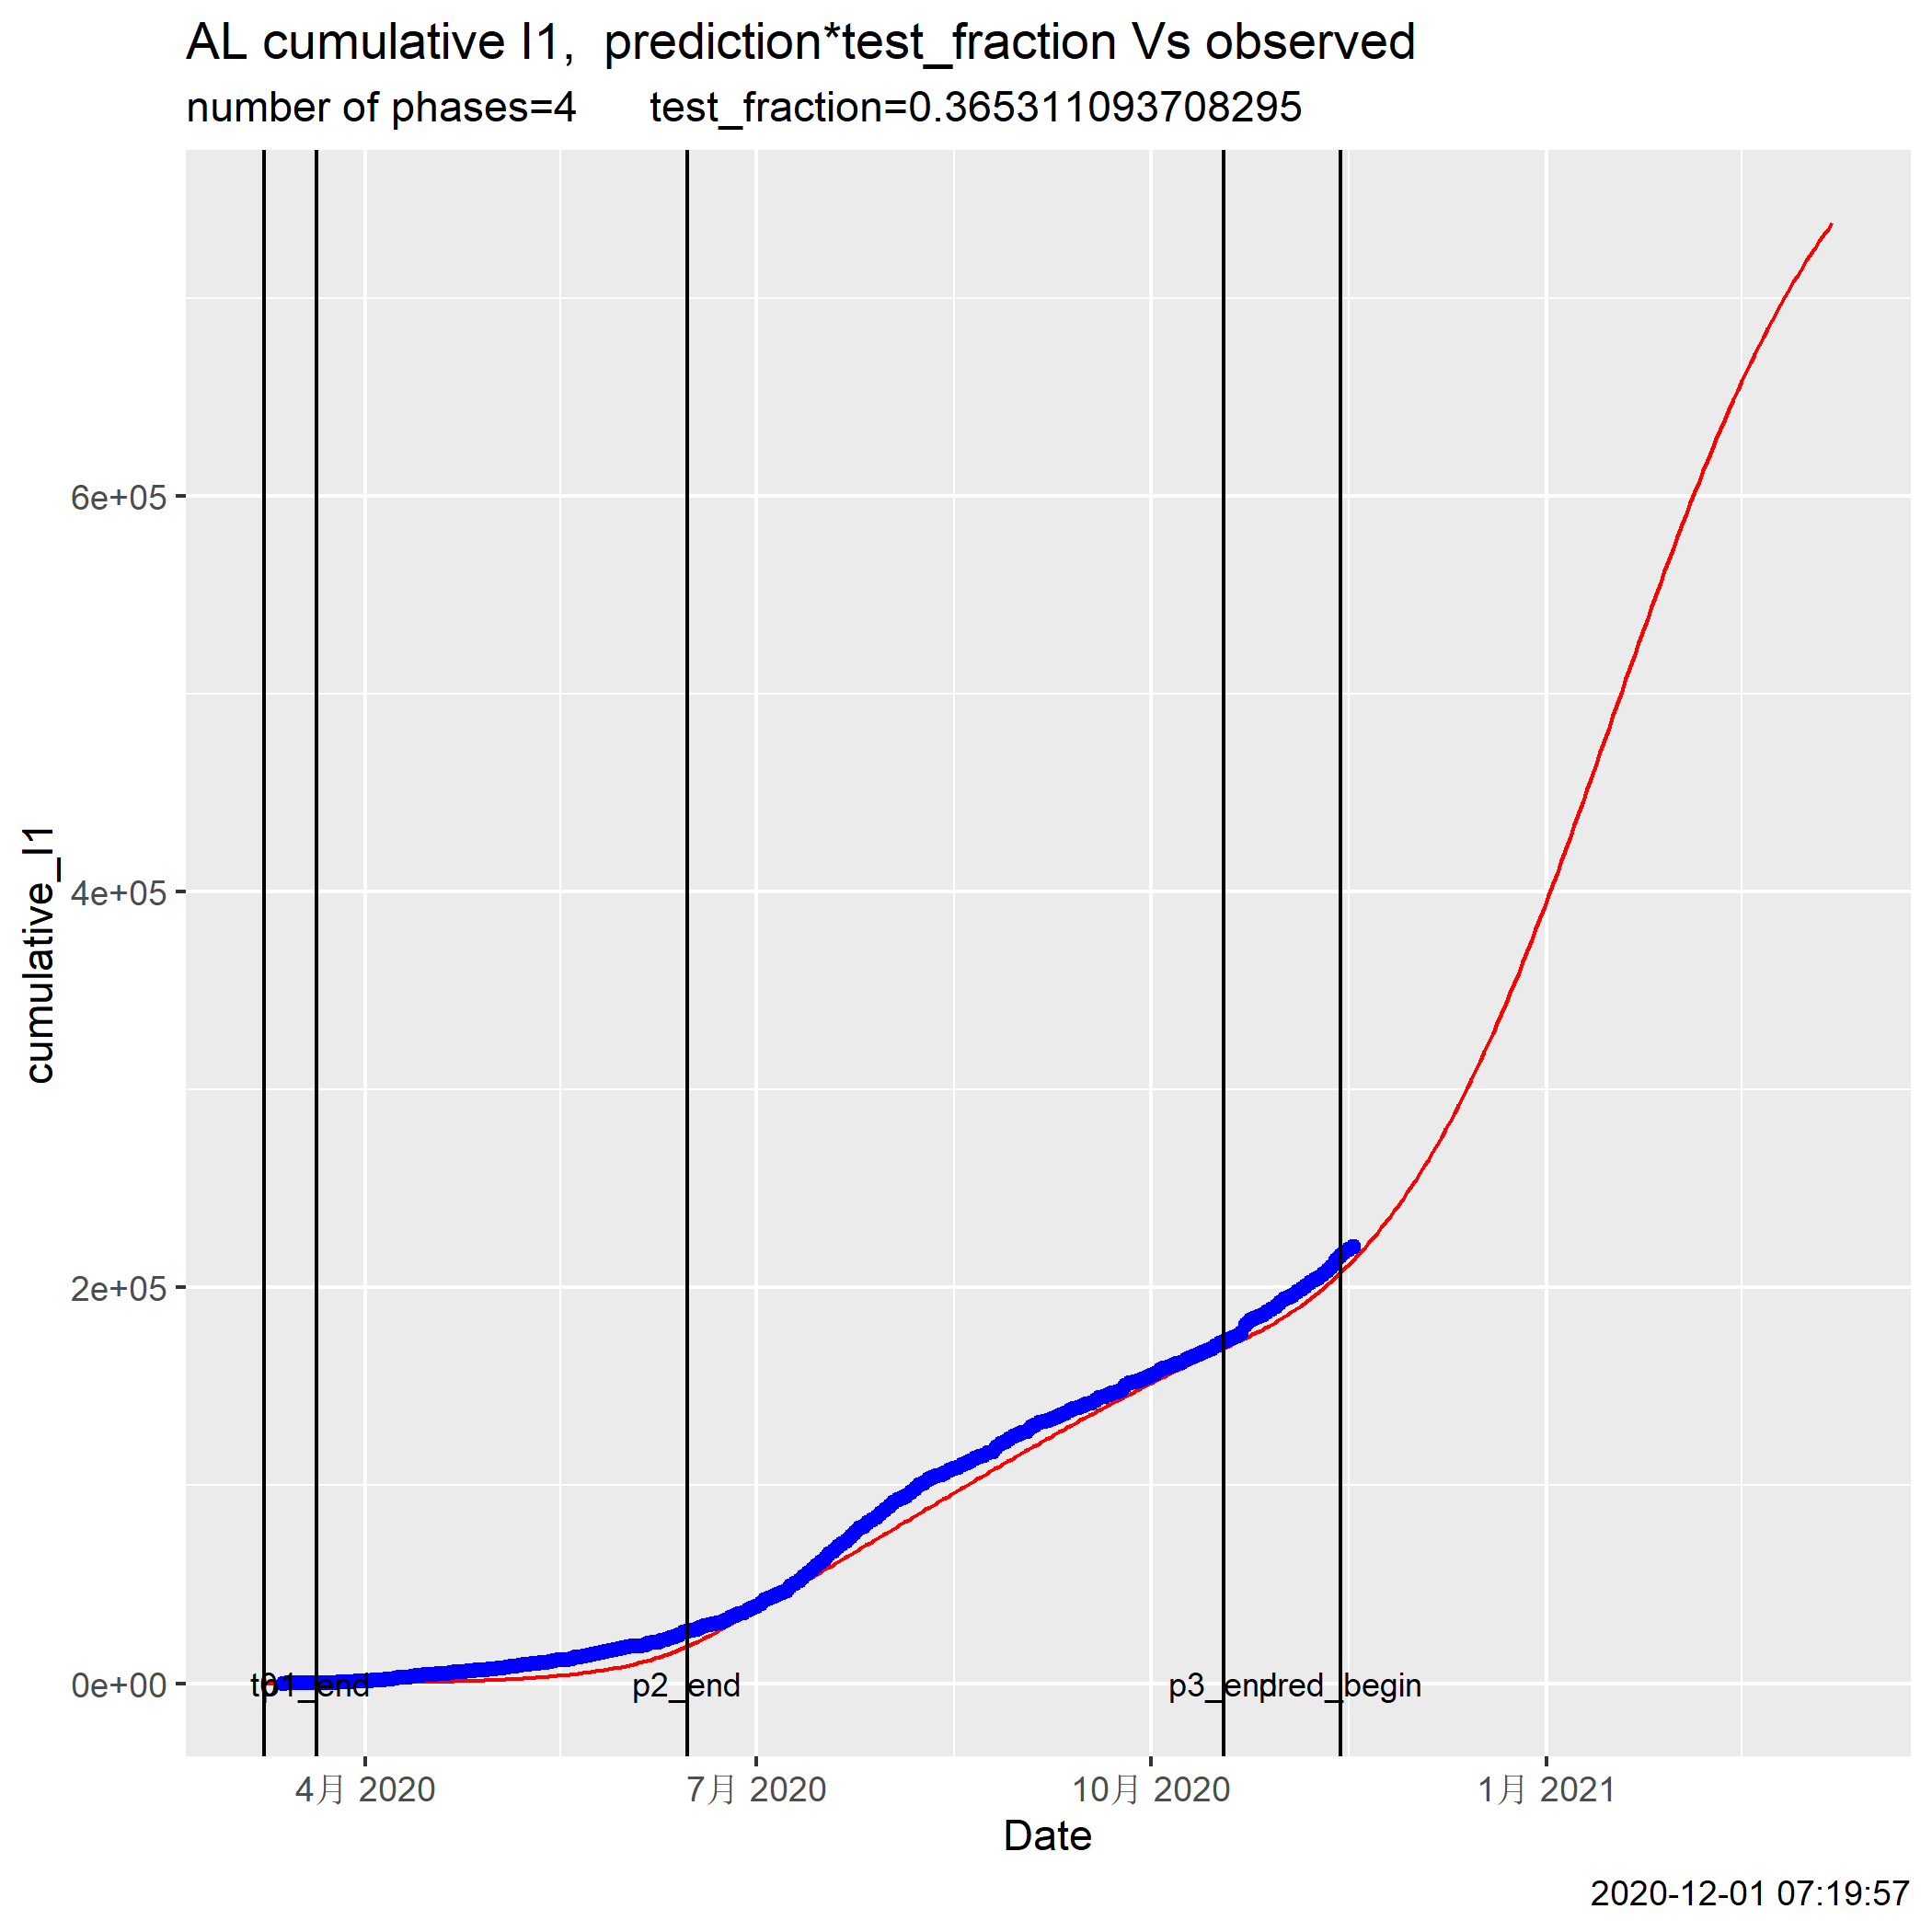 AL cumulative I1,  prediction*test_fraction Vs observed
number of phases=4      test_fraction=0.365311093708295
cumulative_I1
6e+05
4e+05
2e+05
0e+00
p2_end
pred_begin
4月 2020
7月 2020
10月 2020
1月 2021
Date
2020-12-01 07:19:57